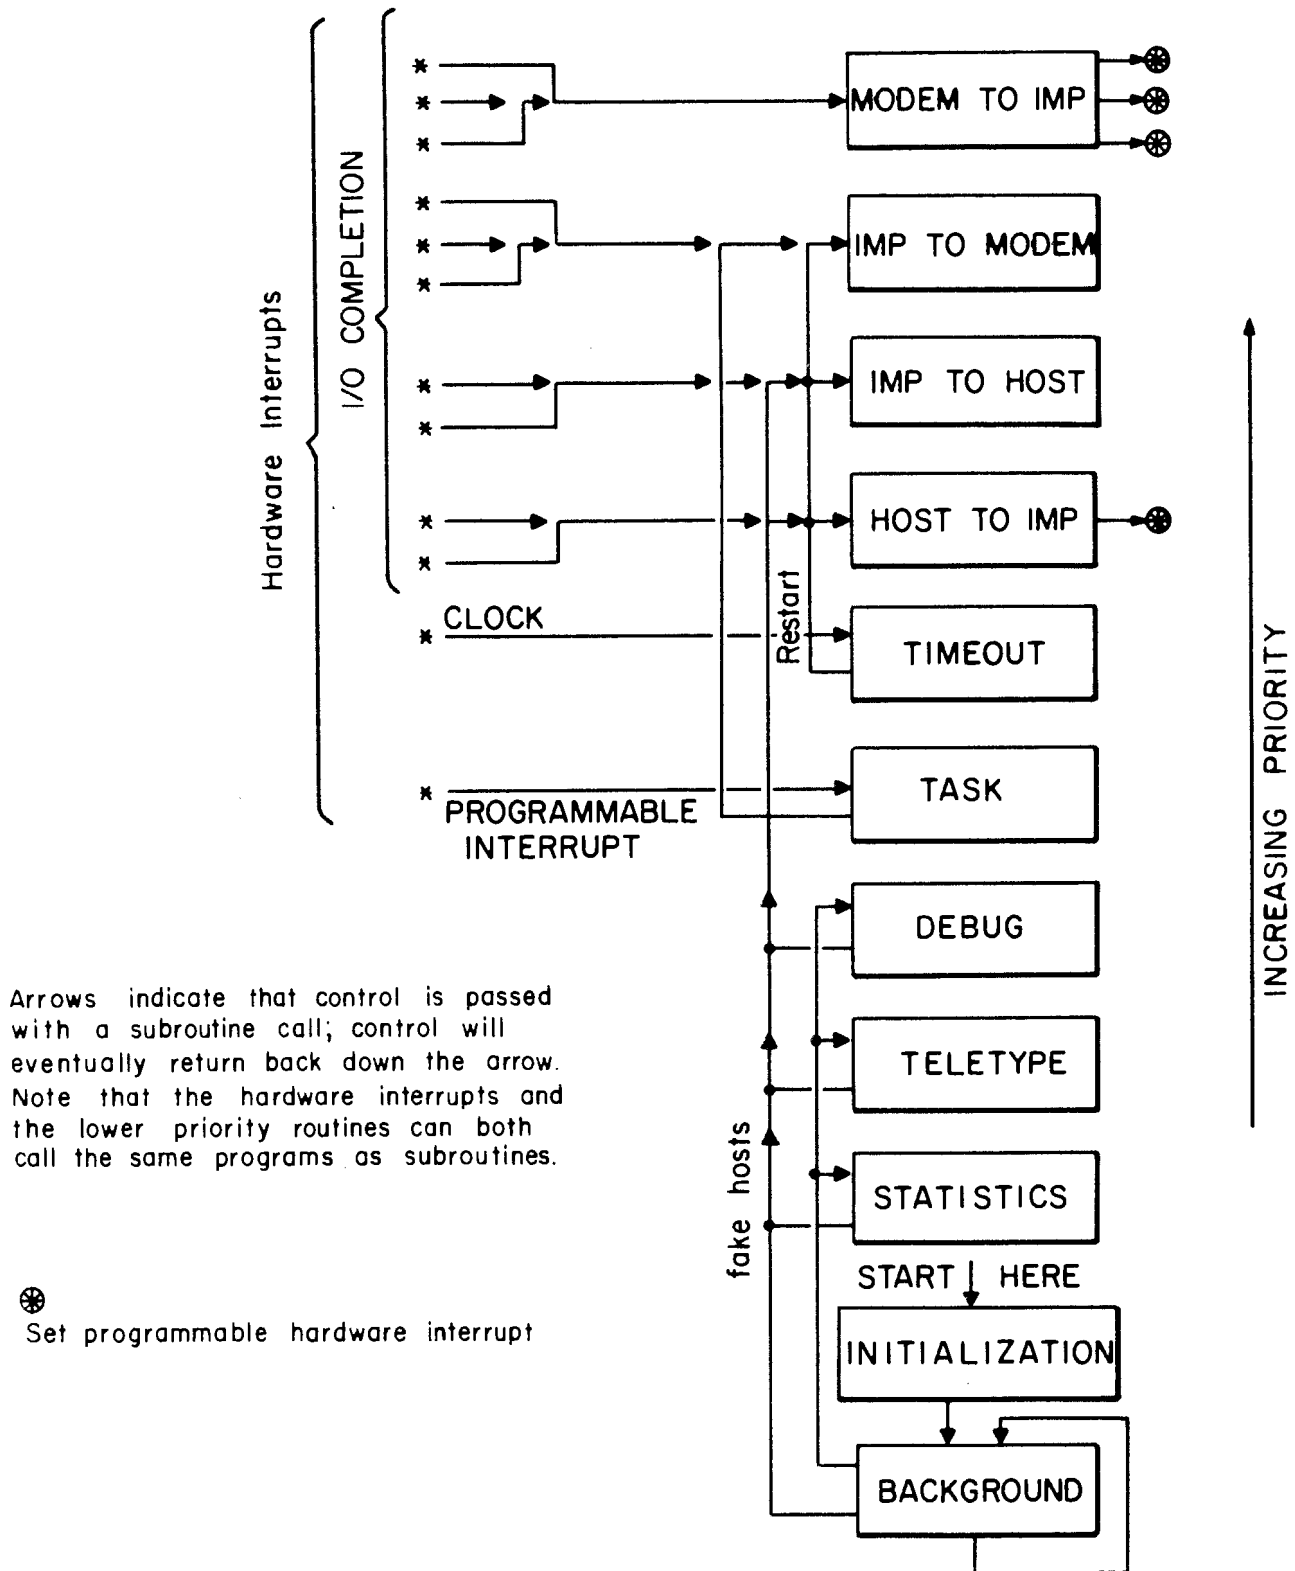 Hardware Interrupts
I/O COMPLETION
MODEM TO IMP
IMP TO MODEM
IMP TO HOST
HOST TO IMP
Restart
CLOCK
TIMEOUT
TASK
PROGRAMMABLE
INTERRUPT
INCREASING PRIORITY
DEBUG
Arrows indicate that control is passed
with a subroutine call; control will
eventually return back down the arrow.
Note that the hardware interrupts and
the lower priority routines can both
call the same programs as subroutines.
TELETYPE
fake hosts
STATISTICS
START HERE
Set programmable hardware interrupt
INITIALIZATION
BACKGROUND